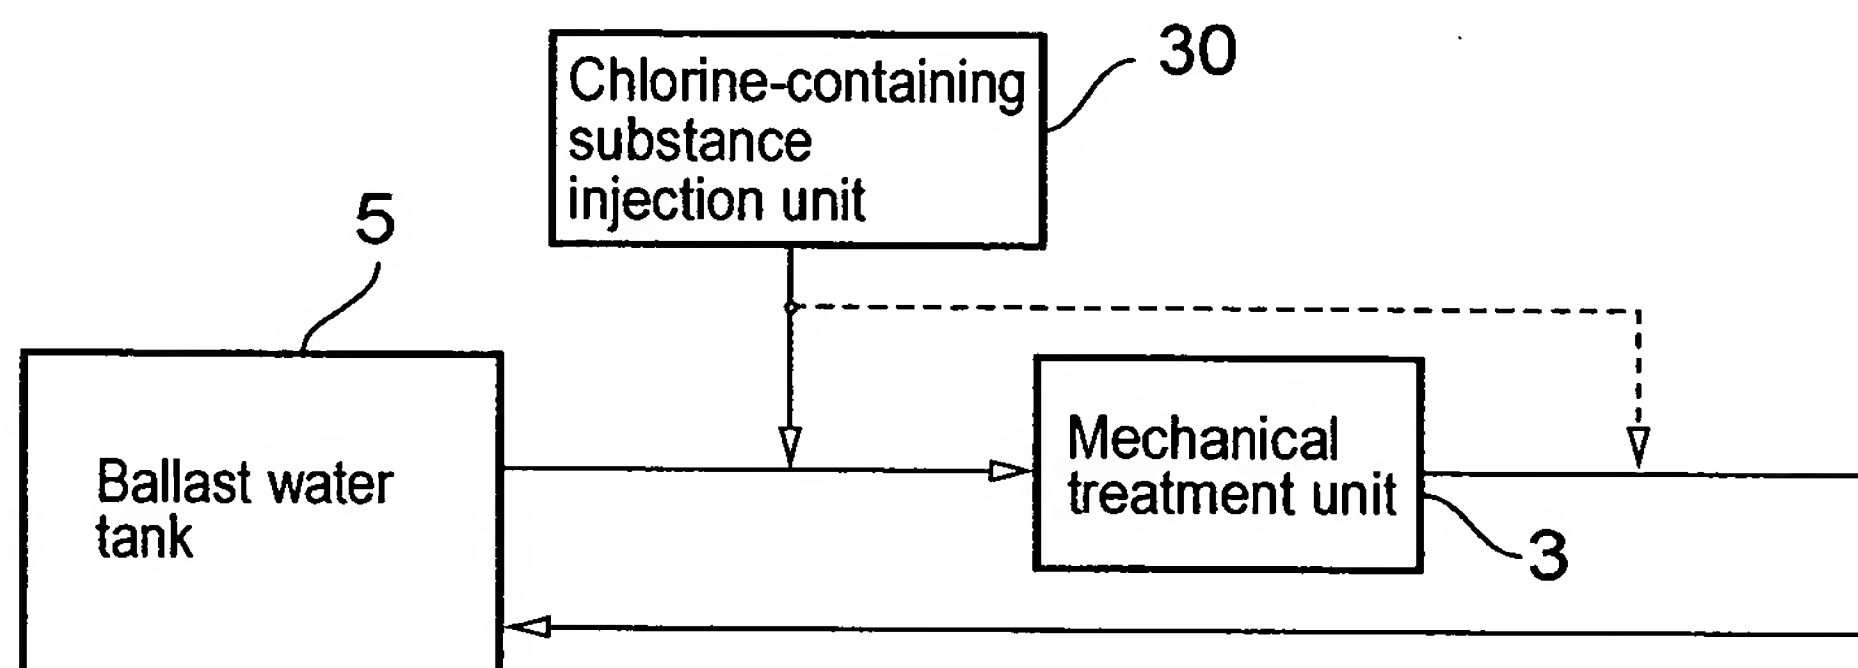 30
Chlorine-containing
substance
injection unit
5
Mechanical
treatment unit
Ballast water
tank
3